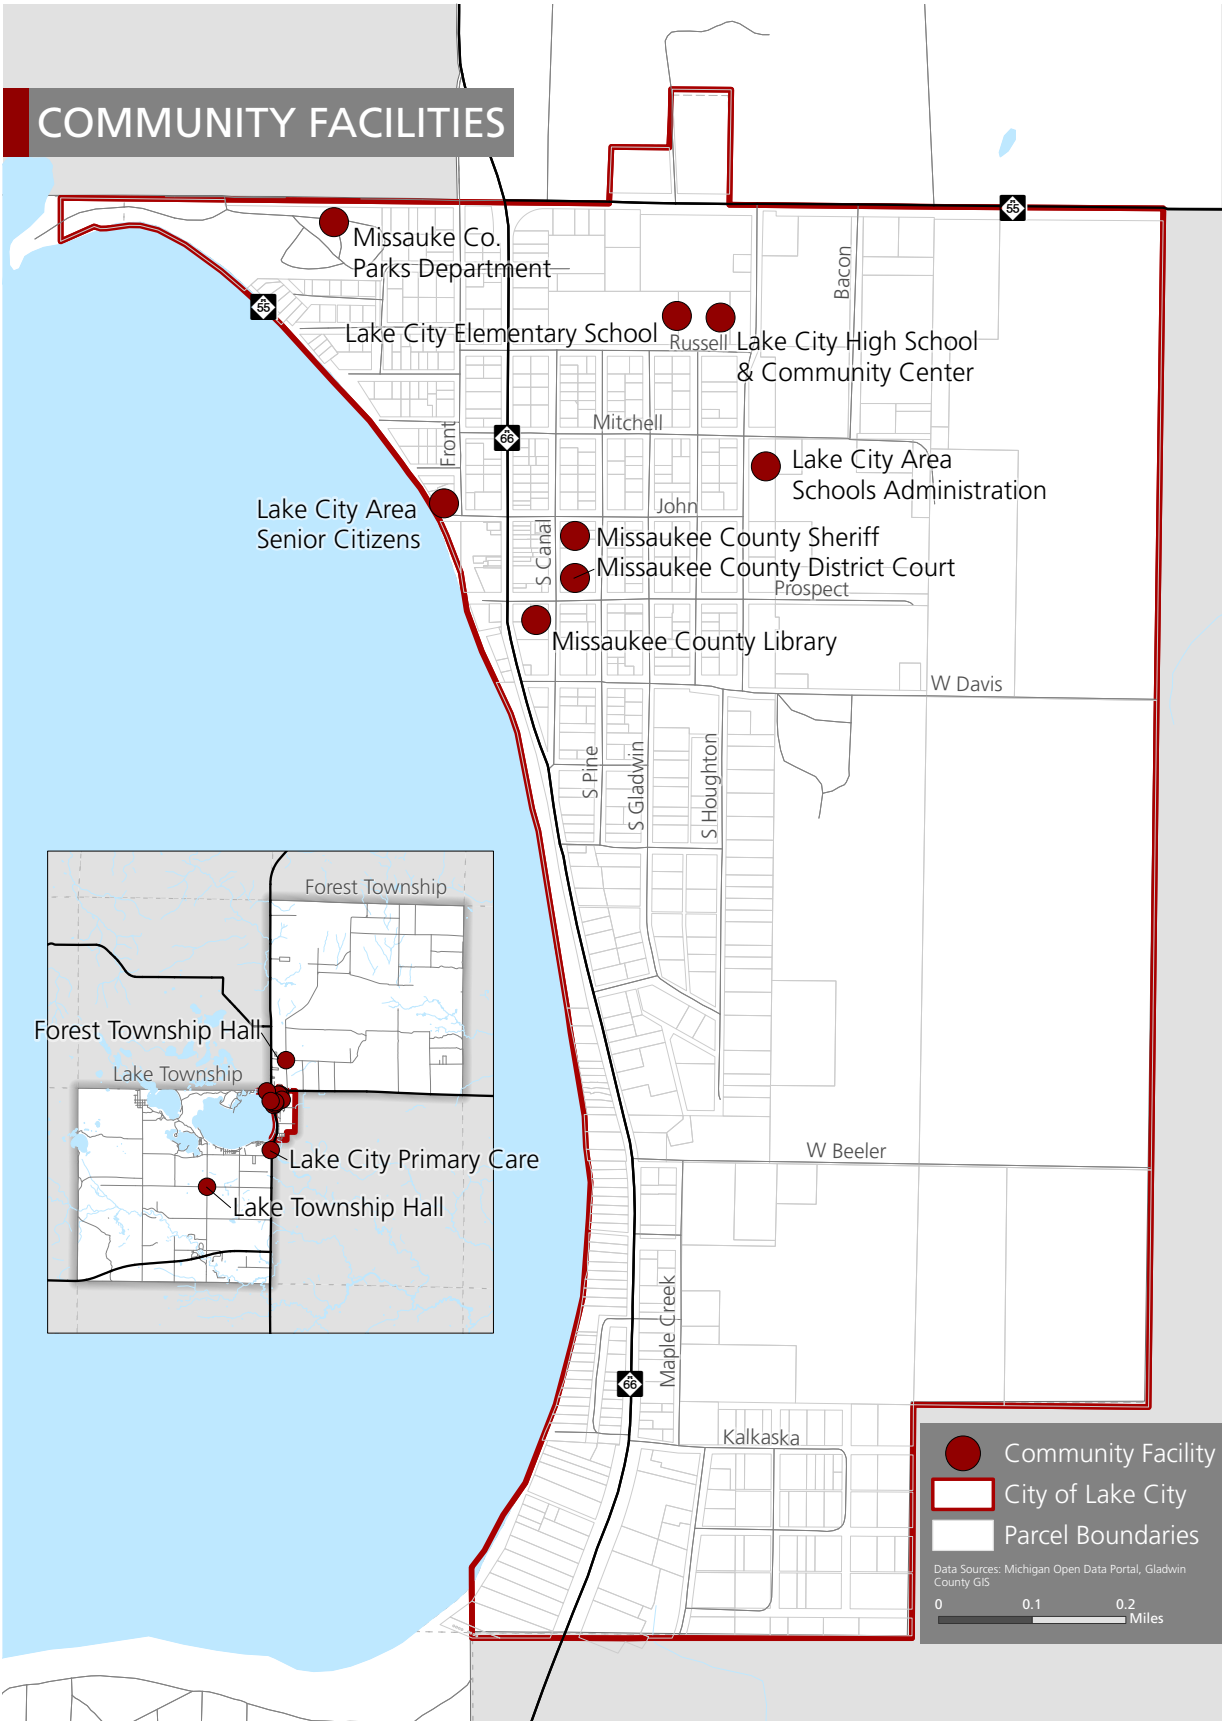 COMMUNITY FACILITIES
M
55
Missauke Co.
Parks Department
M
55
Bacon
Lake City Elementary School
Russell
Lake City High School
& Community Center
Mitchell
Front
M
66
Lake City Area
Schools Administration
Lake City Area
Senior Citizens
John
S Canal
Missaukee County Sheriff
Missaukee County District Court
Prospect
Missaukee County Library
W Davis
S Pine
S Gladwin
S Houghton
Forest Township
Forest Township Hall
Lake Township
Lake City Primary Care
Lake Township Hall
W Beeler
Maple Creek
M
66
Kalkaska
Community Facility
City of Lake City
Parcel Boundaries
Data Sources: Michigan Open Data Portal, Gladwin
County GIS
0 0.1 0.2
Miles